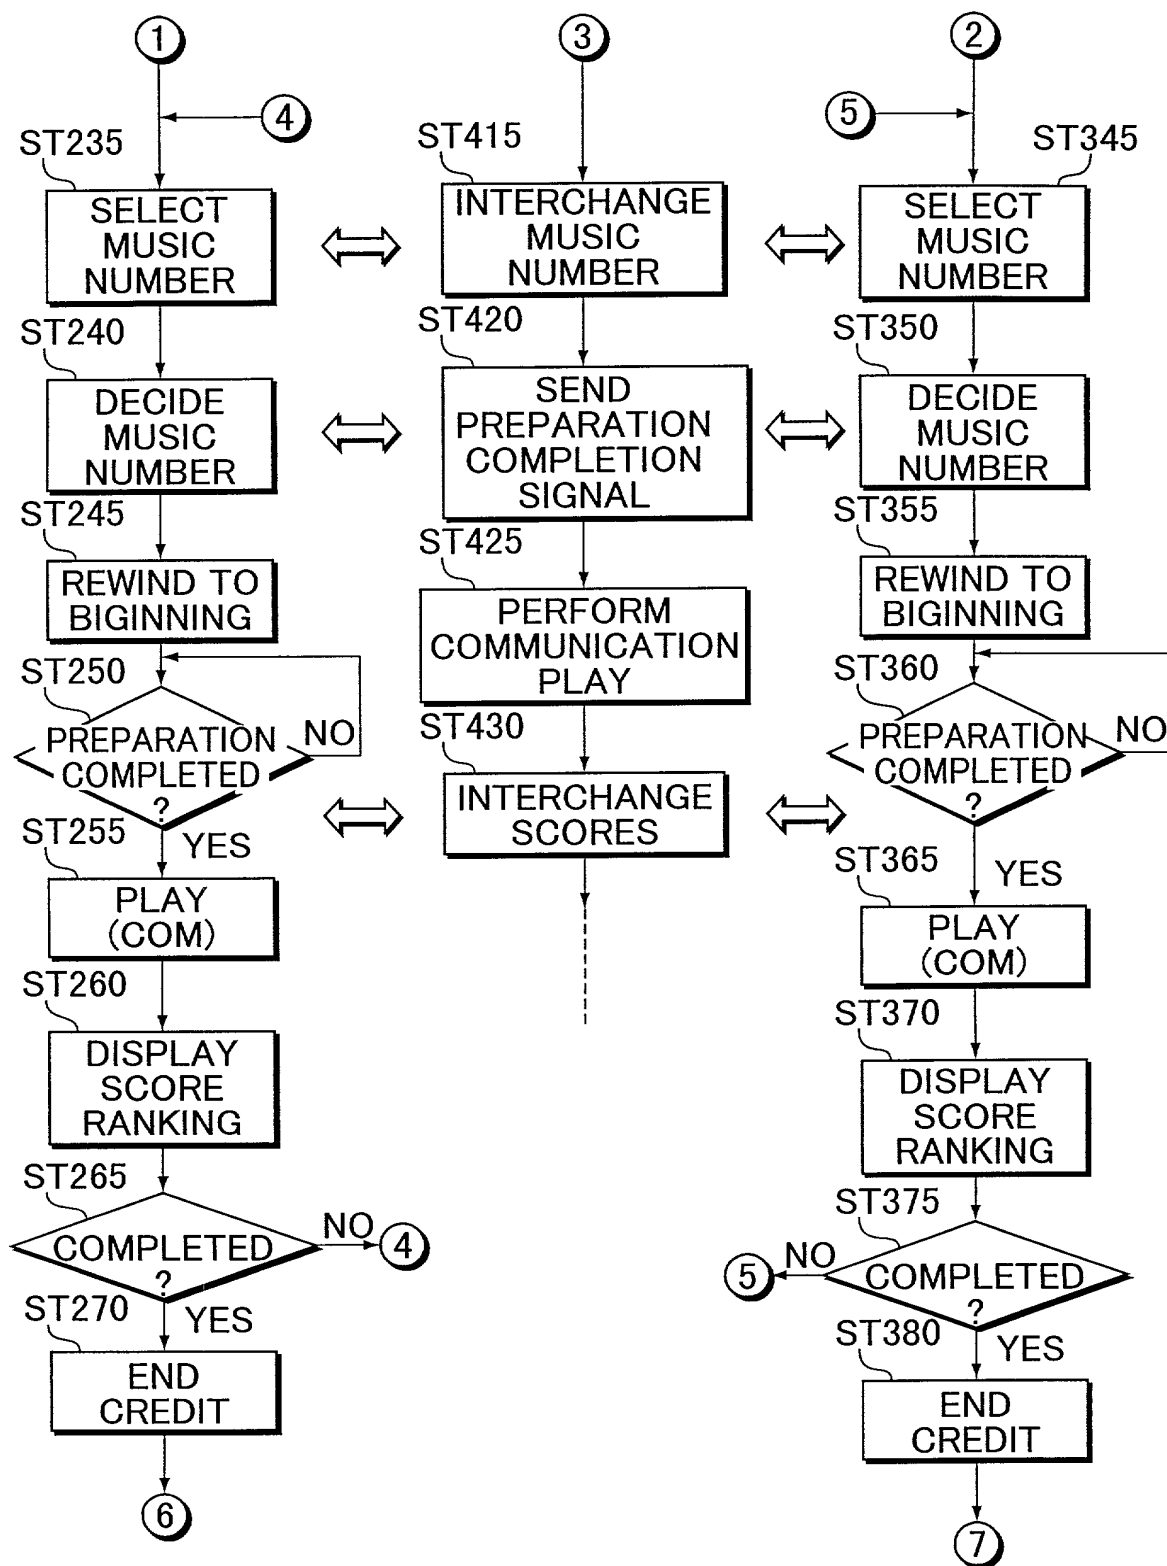 1
4
ST235
SELECT
MUSIC
NUMBER
ST240
DECIDE
MUSIC
NUMBER
ST245
REWIND TO
BIGINNING
ST250
PREPARATION
COMPLETED
?
NO
YES
ST255
PLAY
(COM)
ST260
DISPLAY
SCORE
RANKING
ST265
COMPLETED
?
NO
4
YES
ST270
END
CREDIT
6
3
ST415
INTERCHANGE
MUSIC
NUMBER
ST420
SEND
PREPARATION
COMPLETION
SIGNAL
ST425
PERFORM
COMMUNICATION
PLAY
ST430
INTERCHANGE
SCORES
2
5
ST345
SELECT
MUSIC
NUMBER
ST350
DECIDE
MUSIC
NUMBER
ST355
REWIND TO
BIGINNING
ST360
PREPARATION
COMPLETED
?
NO
YES
ST365
PLAY
(COM)
ST370
DISPLAY
SCORE
RANKING
ST375
COMPLETED
?
NO
5
YES
ST380
END
CREDIT
7